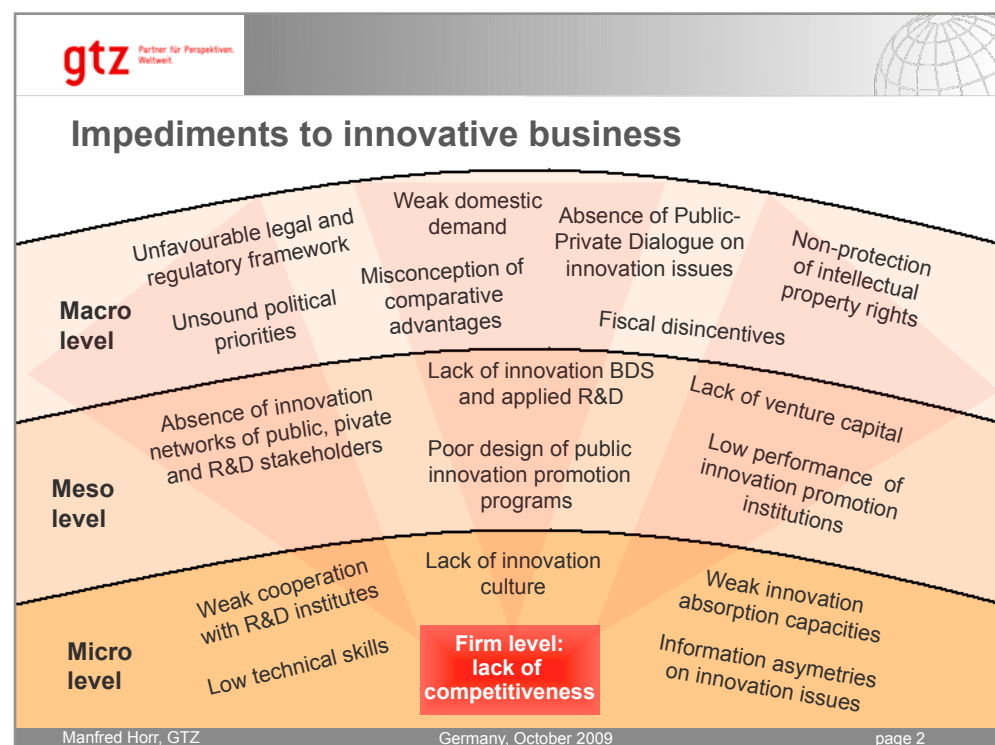 gtz
Partner für Perspektiven.
Weltweit.
Impediments to innovative business
Macro
level
Unfavourable legal and
regulatory framework
Unsound political
priorities
Weak domestic
demand
Misconception of
comparative
advantages
Absence of Public-
Private Dialogue on
innovation issues
Fiscal disincentives
Non-protection
of intellectual
property rights
Meso
level
Absence of innovation
networks of public, pivate
and R&D stakeholders
Lack of innovation BDS
and applied R&D
Poor design of public
innovation promotion
programs
Lack of venture capital
Low performance of
innovation promotion
institutions
Micro
level
Weak cooperation
with R&D institutes
Low technical skills
Lack of innovation
culture
Firm level:
lack of
competitiveness
Weak innovation
absorption capacities
Information asymetries
on innovation issues
Manfred Horr, GTZ
Germany, October 2009
page 2